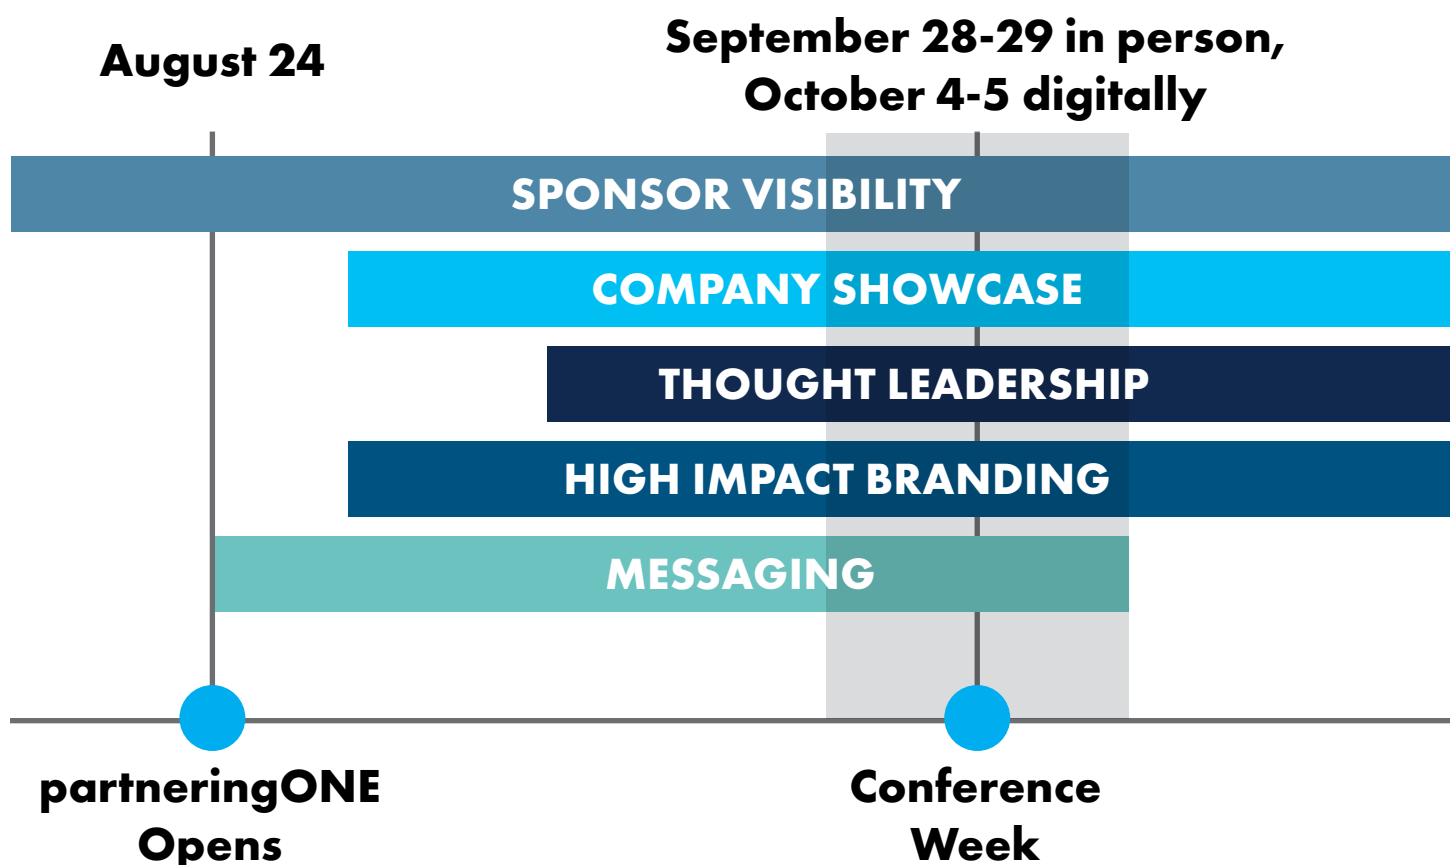 August 24
September 28-29 in person,
October 4-5 digitally
SPONSOR VISIBILITY
COMPANY SHOWCASE
THOUGHT LEADERSHIP
HIGH IMPACT BRANDING
MESSAGING
partneringONE
Opens
Conference
Week